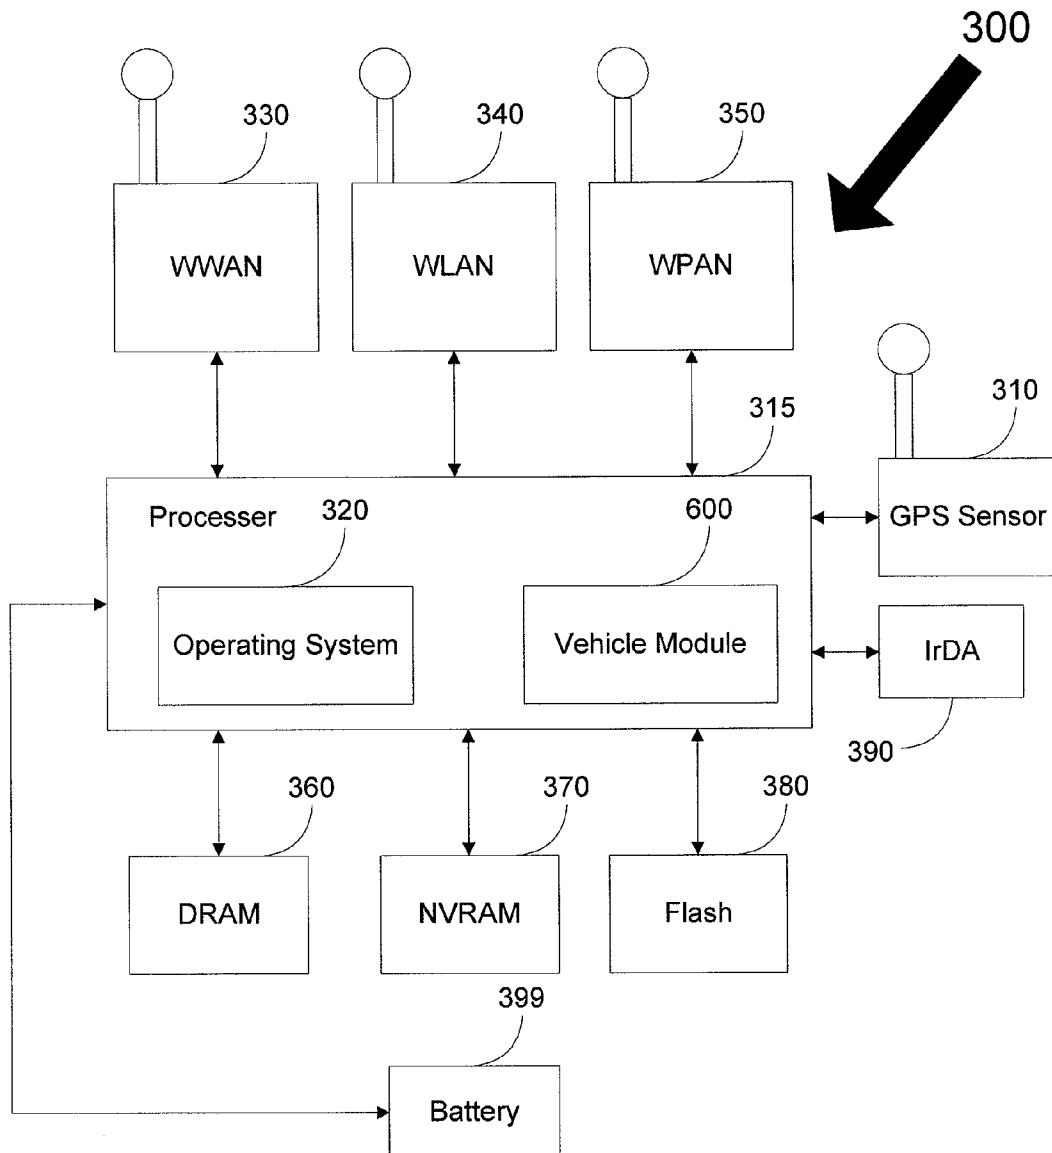 300
330
340
350
WWAN
WLAN
WPAN
310
315
Processer
320
600
GPS Sensor
Operating System
Vehicle Module
IrDA
390
360
370
380
DRAM
NVRAM
Flash
399
Battery